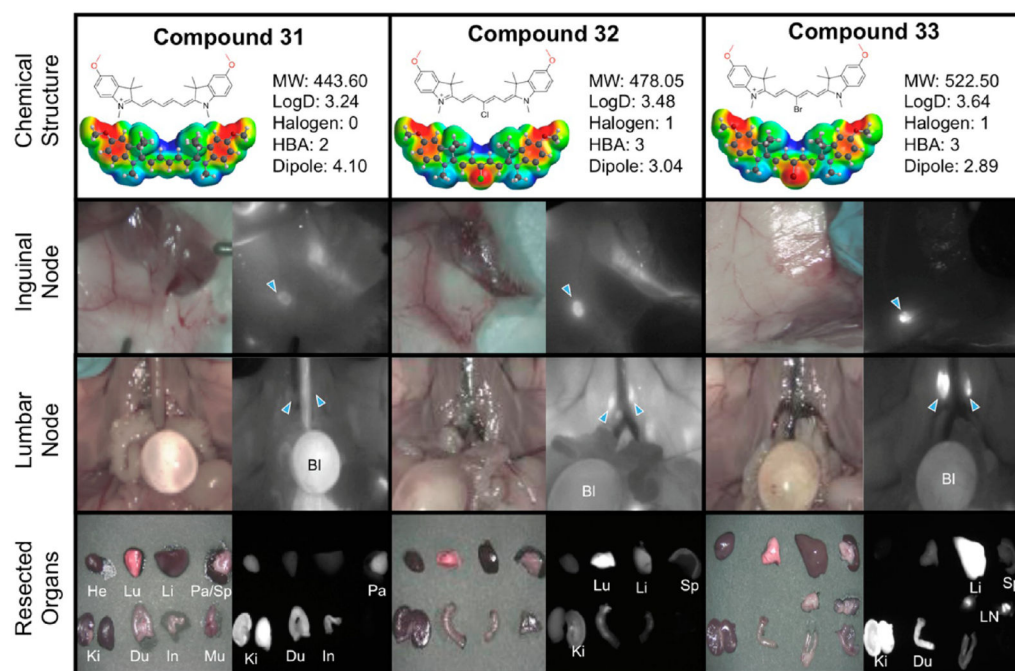 Compound 31
Compound 32
Compound 33
Chemical
Structure
O
O
N
N
MW: 443.60
LogD: 3.24
Halogen: 0
HBA: 2
Dipole: 4.10
O
O
N
N
Cl
MW: 478.05
LogD: 3.48
Halogen: 1
HBA: 3
Dipole: 3.04
O
O
N
N
Br
MW: 522.50
LogD: 3.64
Halogen: 1
HBA: 3
Dipole: 2.89
Inguinal
Node
Lumbar
Node
Bl
Bl
Bl
Resected
Organs
He Lu Li Pa/Sp
Ki Du In Mu
Pa
Ki Du In
Lu Li Sp
Ki
Li Sp
LN
Ki Du